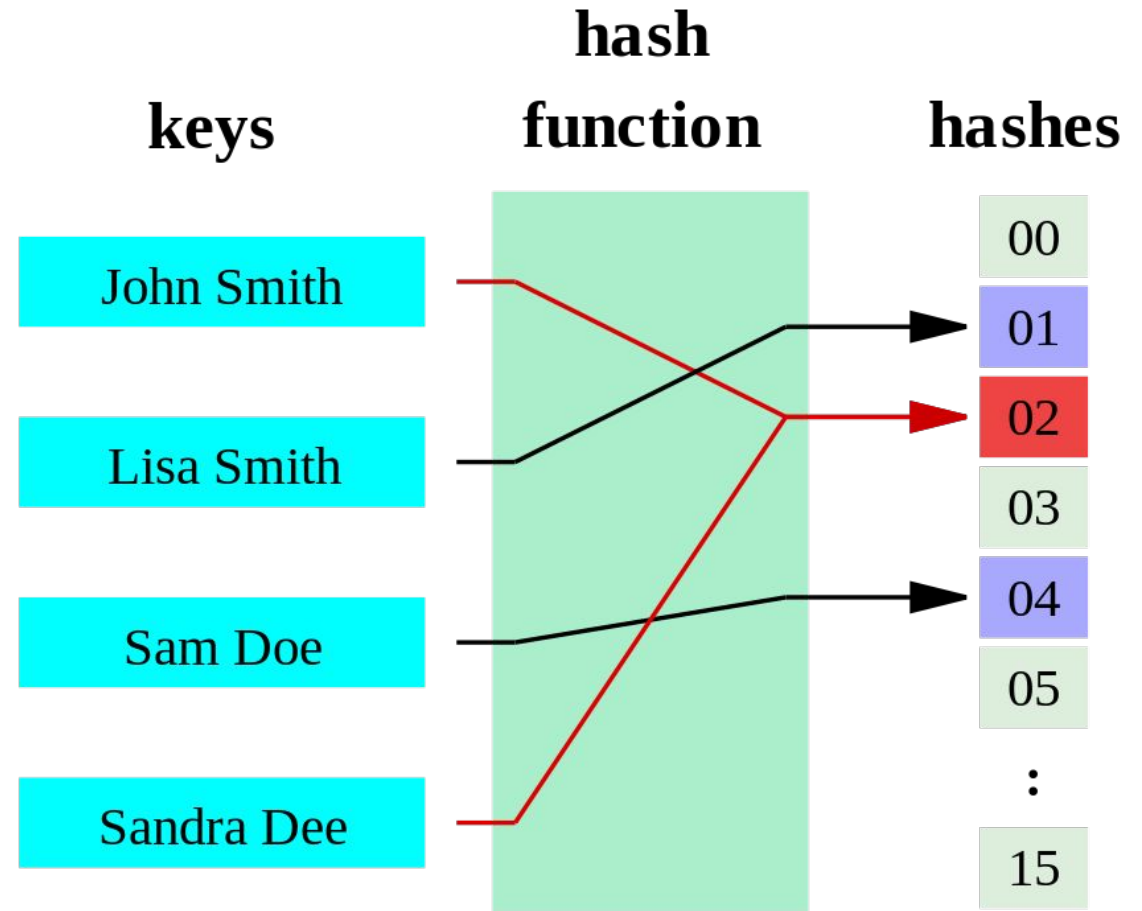 hash
function
keys
hashes
John Smith
Lisa Smith
Sam Doe
Sandra Dee
00
01
02
03
04
05
:
15